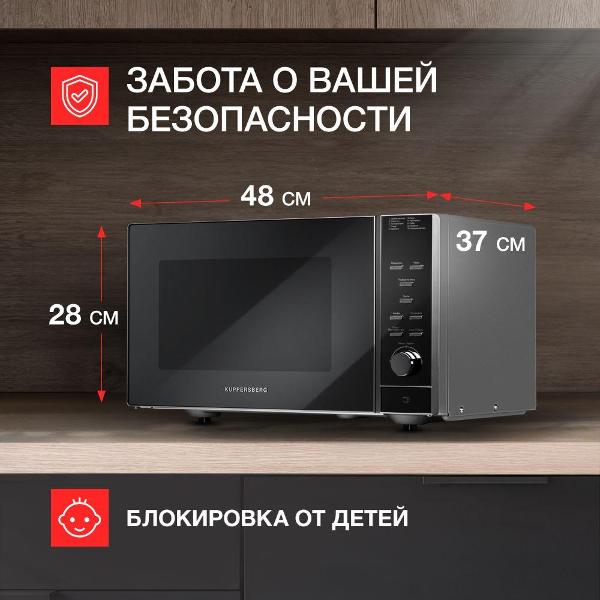 ЗАБОТА О ВАШЕЙ
БЕЗОПАСНОСТИ
48 СМ
37 СМ
28 СМ
KUPPERSBERG
БЛОКИРОВКА ОТ ДЕТЕЙ